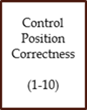 Control
Position
Correctness
(1-10)